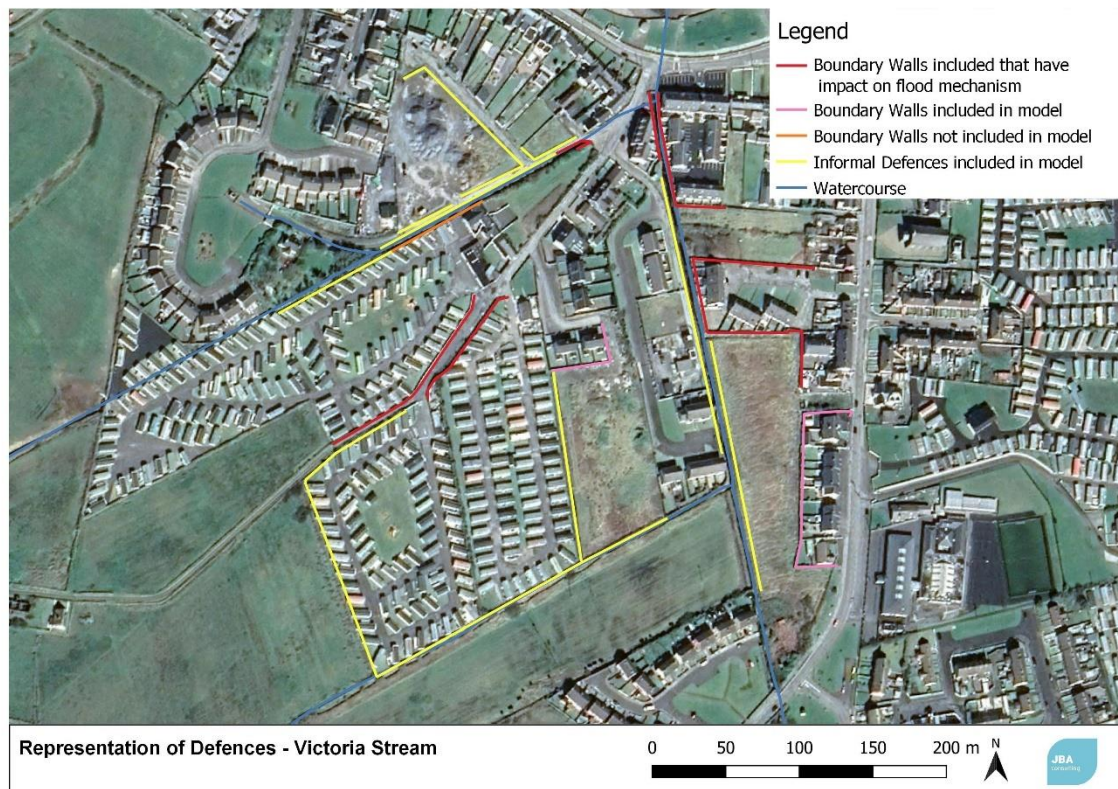 Legend
Boundary Walls included that have
impact on flood mechanism
Boundary Walls included in model
Boundary Walls not included in model
Informal Defences included in model
Watercourse
Representation of Defences - Victoria Stream
0 50 100 150 200 m N
JBA
consulting